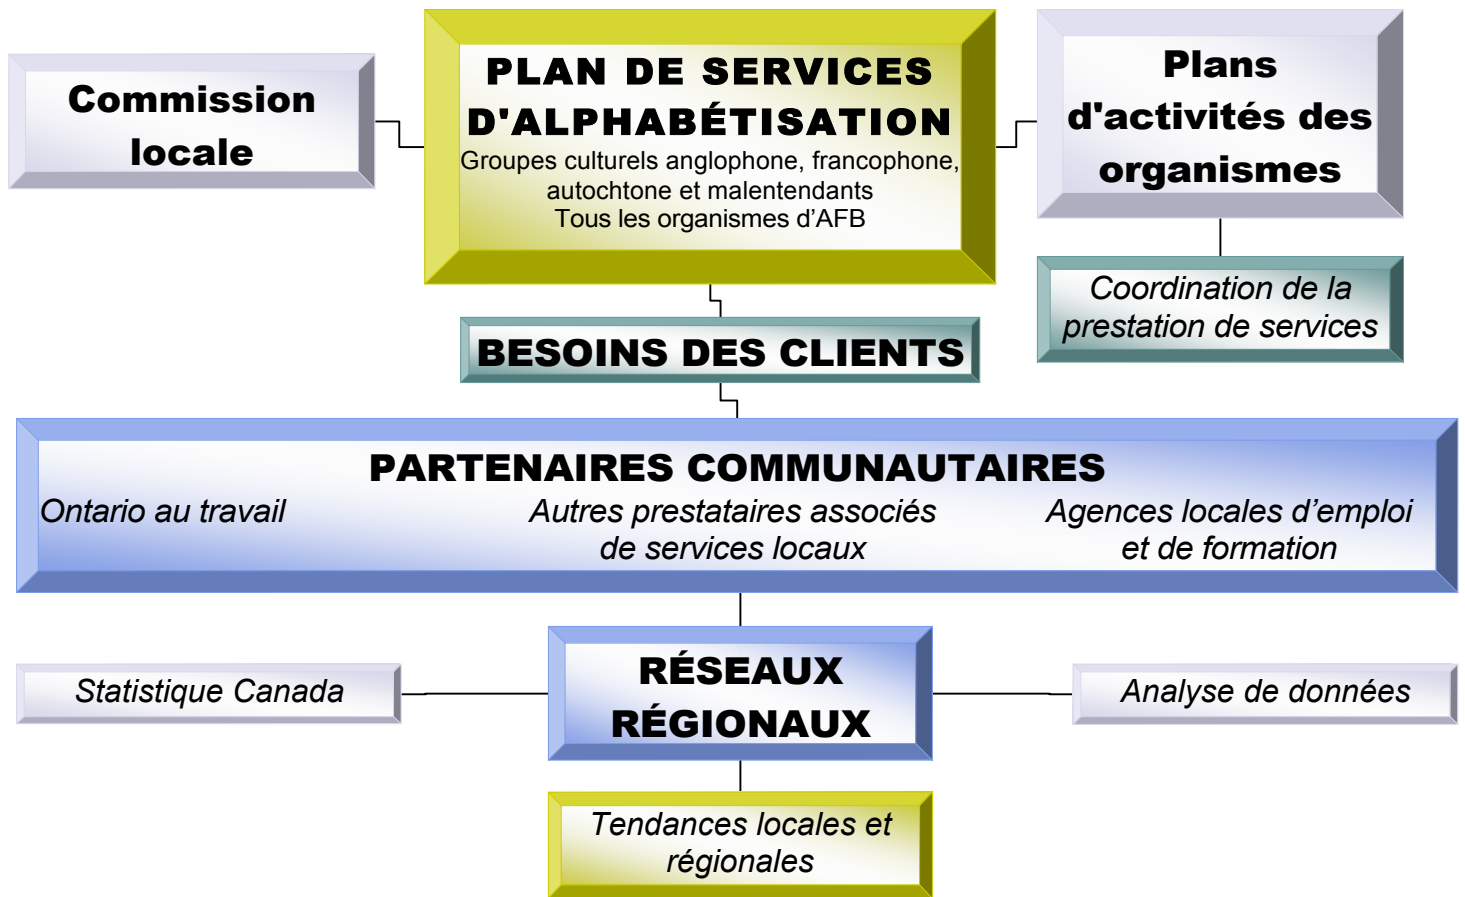 Commission
locale
PLAN DE SERVICES
D'ALPHABÉTISATION
Groupes culturels anglophone, francophone,
autochtone et malentendants
Tous les organismes d’AFB
Plans
d'activités des
organismes
Coordination de la
prestation de services
BESOINS DES CLIENTS
PARTENAIRES COMMUNAUTAIRES
Ontario au travail
Autres prestataires associés
de services locaux
Agences locales d’emploi
et de formation
RÉSEAUX
RÉGIONAUX
Statistique Canada
Analyse de données
Tendances locales et
régionales